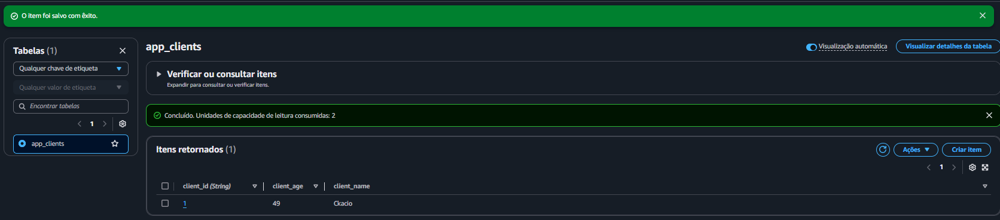 O item foi salvo com êxito.
Tabelas (1)
Qualquer chave de etiqueta
Qualquer valor de etiqueta
Encontrar tabelas
1
app_clients
app_clients
Visualização automática
Visualizar detalhes da tabela
Verificar ou consultar itens
Expandir para consultar ou verificar itens.
Concluído. Unidades de capacidade de leitura consumidas: 2
Itens retornados (1)
Ações
Criar item
1
client_id (String) client_age client_name
1 49 Ckacio